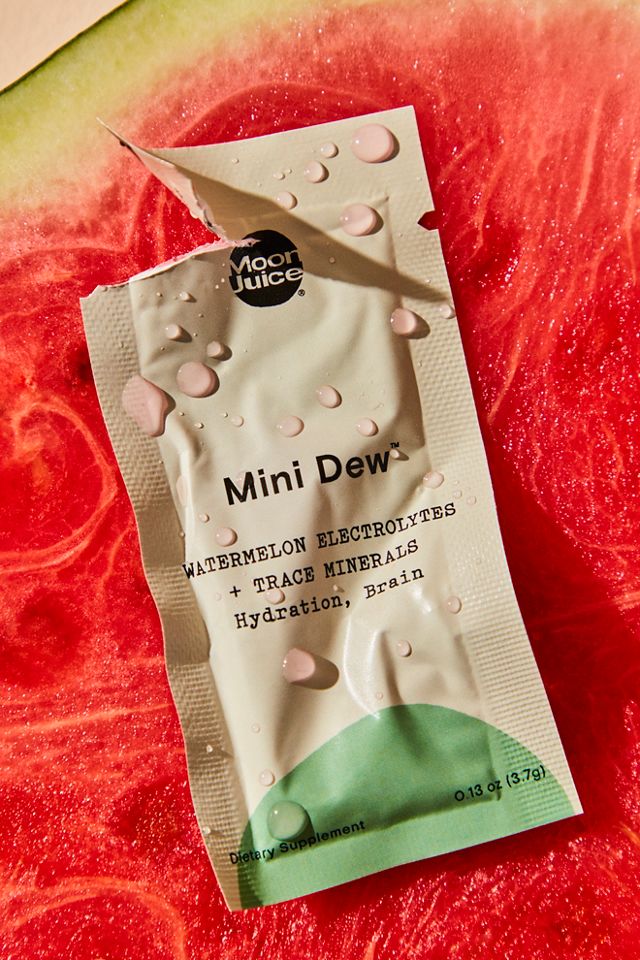 Moon
Juice®
Mini Dew™
WATERMELON ELECTROLYTES
+ TRACE MINERALS
Hydration, Brain
0.13 oz (3.7g)
Dietary Supplement